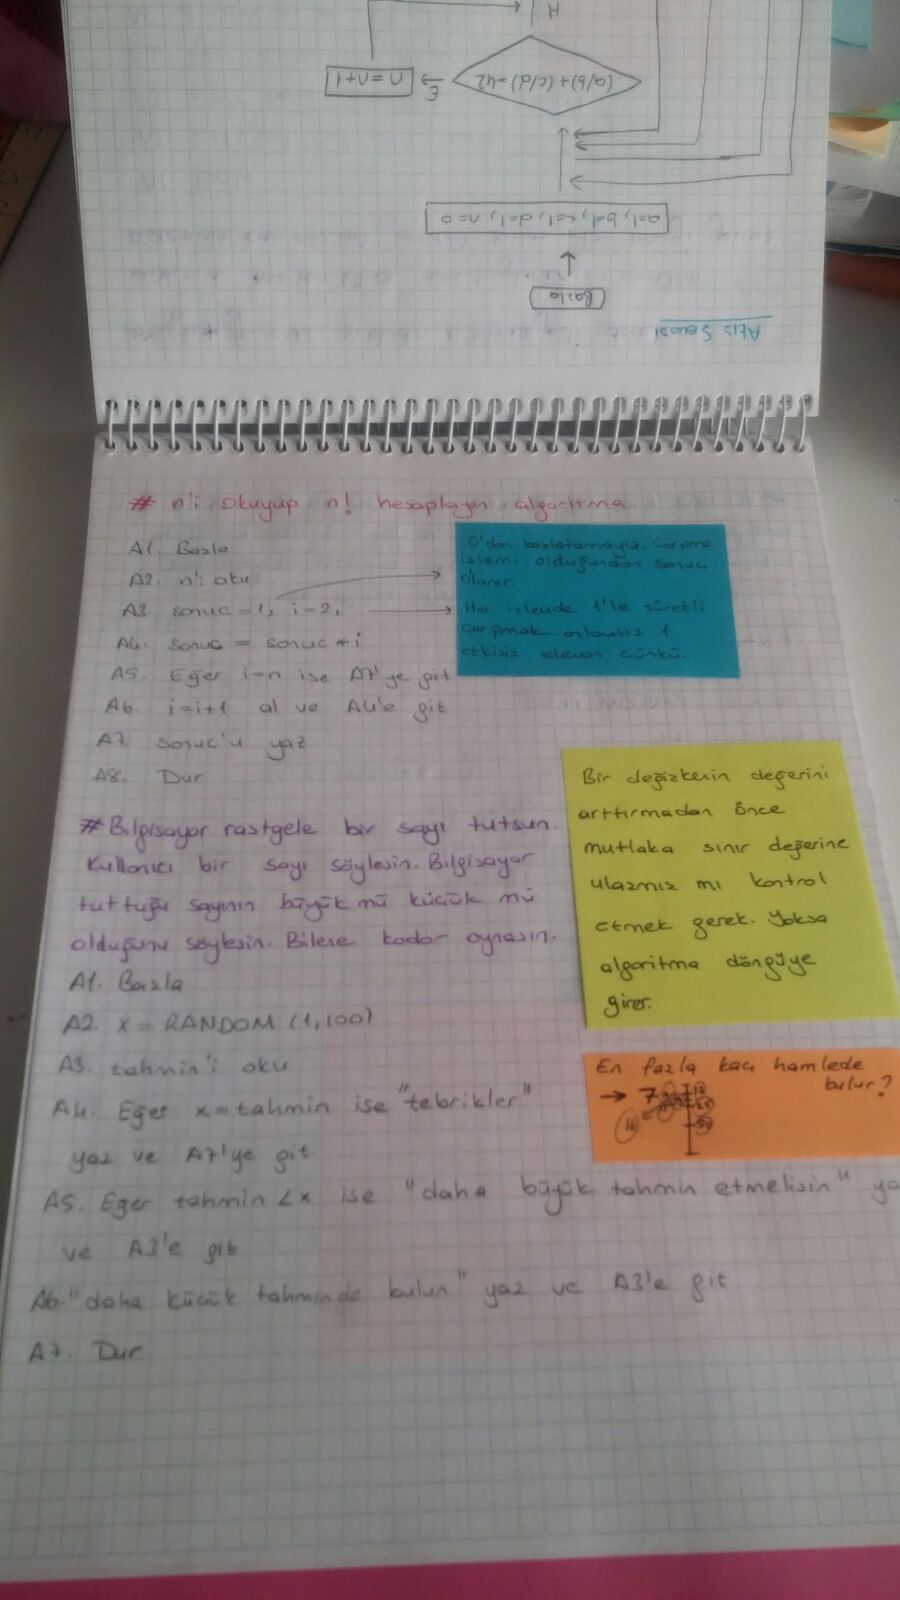 H
n=n+1
E
(a/b)+(c/d)=42
a=1, b=1, c=1, d=1, n=0
Başla
# n'i okuyup n! hesaplayan algoritma
A1. Başla
A2. n'i oku
A3 sonuc=1, i=2,
A4. sonuc = sonuc * i
A5. Eğer i=n ise A7'ye git
A6. i=i+1 al ve A4'e git
A7. sonuc'u yaz
A8. Dur
0'dan başlatamayız. Çarpma
işlemi olduğundan sonuç
0 lanır.
Her işlemde 1'le sürekli
çarpmak anlamsız 1
etkisiz eleman çünkü.
#Bilgisayar rastgele bir sayı tutsun.
Kullanıcı bir sayı söylesin. Bilgisayar
tuttuğu sayının büyük mü küçük mü
olduğunu söylesin. Bilene kadar oynasın.
Bir değişkenin değerini
arttırmadan önce
mutlaka sınır değerine
ulaşmış mı kontrol
etmek gerek. Yoksa
algoritma döngüye
girer.
A1. Başla
A2. x = RANDOM (1,100)
A3. tahmin'i oku
A4. Eğer x=tahmin ise "tebrikler"
yaz ve A7'ye git.
En fazla kaç hamlede
bulur?
→ 7
A5. Eğer tahmin < x ise "daha büyük tahmin etmelisin" ya
ve A3'e git
A6. "daha küçük tahminde bulun" yaz ve A3'e git
A7. Dur